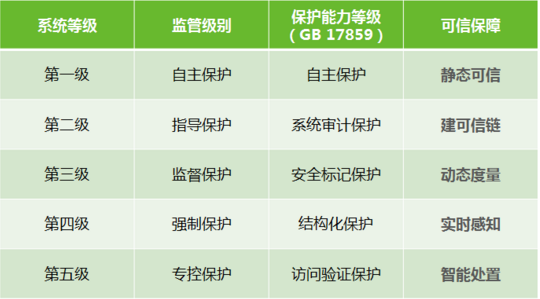 系统等级 监管级别 保护能力等级 可信保障
（GB 17859）
第一级 自主保护 自主保护 静态可信
第二级 指导保护 系统审计保护 建可信链
第三级 监督保护 安全标记保护 动态度量
第四级 强制保护 结构化保护 实时感知
第五级 专控保护 访问验证保护 智能处置